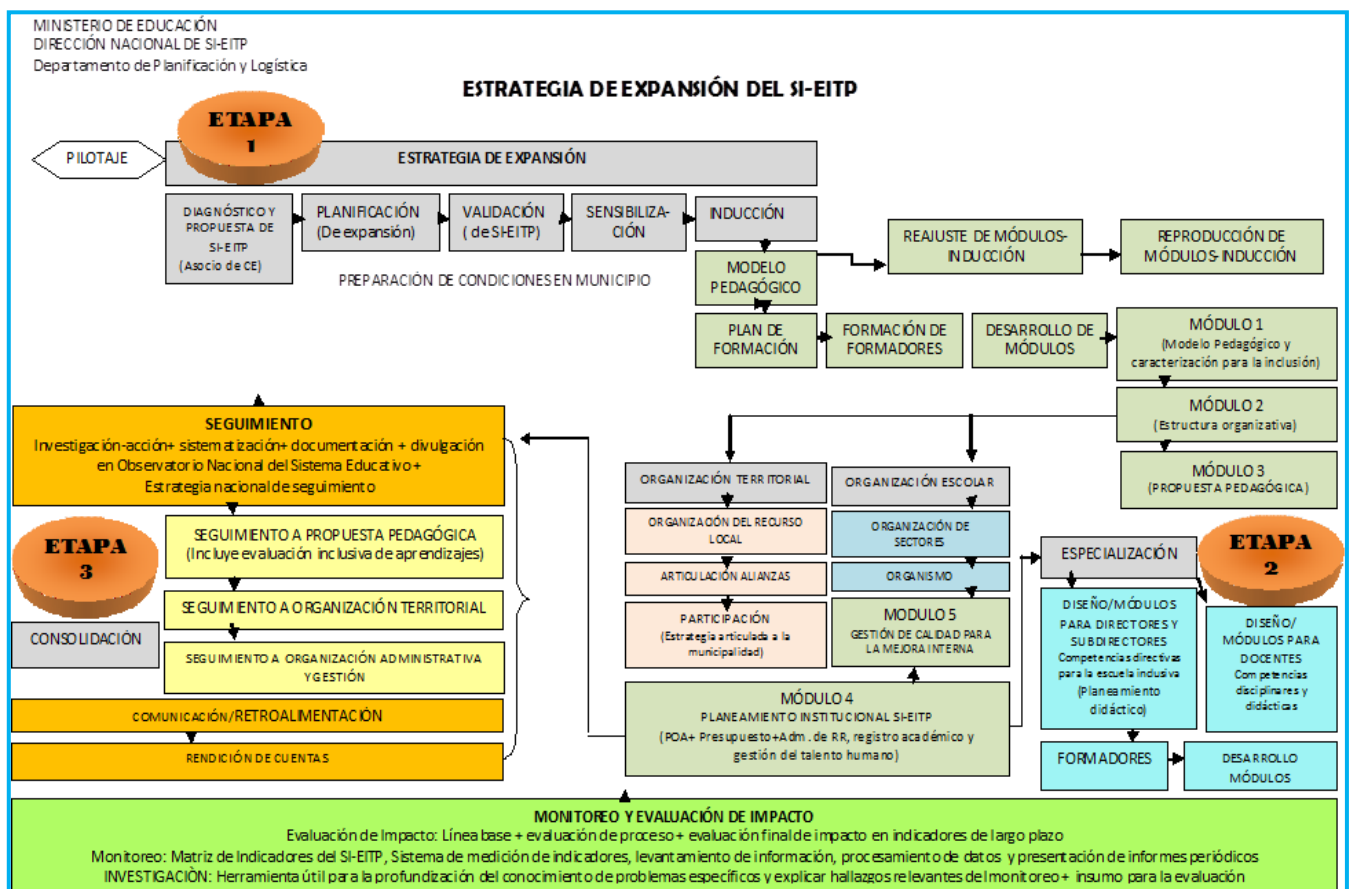 MINISTERIO DE EDUCACIÓN
DIRECCIÓN NACIONAL DE SI-EITP
Departamento de Planificación y Logística
ESTRATEGIA DE EXPANSIÓN DEL SI-EITP
ETAPA
1
PILOTAJE
ESTRATEGIA DE EXPANSIÓN
DIAGNÓSTICO Y
PROPUESTA DE
SI-EITP
(Asocio de CE)
PLANIFICACIÓN
(De expansión)
VALIDACIÓN
( de SI-EITP)
SENSIBILIZA-
CIÓN
INDUCCIÓN
PREPARACIÓN DE CONDICIONES EN MUNICIPIO
MODELO
PEDAGÓGICO
REAJUSTE DE MÓDULOS-
INDUCCIÓN
REPRODUCCIÓN DE
MÓDULOS-INDUCCIÓN
PLAN DE
FORMACIÓN
FORMACIÓN DE
FORMADORES
DESARROLLO DE
MÓDULOS
MÓDULO 1
(Modelo Pedagógico y
caracterización para la inclusión)
MÓDULO 2
(Estructura organizativa)
MÓDULO 3
(PROPUESTA PEDAGÓGICA)
SEGUIMIENTO
Investigación-acción+ sistematización+ documentación + divulgación
en Observatorio Nacional del Sistema Educativo +
Estrategia nacional de seguimiento
SEGUIMIENTO A PROPUESTA PEDAGÓGICA
(Incluye evaluación inclusiva de aprendizajes)
ETAPA
3
CONSOLIDACIÓN
SEGUIMIENTO A ORGANIZACIÓN TERRITORIAL
SEGUIMIENTO A ORGANIZACIÓN ADMINISTRATIVA
Y GESTIÓN
COMUNICACIÓN/RETROALIMENTACIÓN
RENDICIÓN DE CUENTAS
ORGANIZACIÓN TERRITORIAL
ORGANIZACIÓN DEL RECURSO
LOCAL
ARTICULACIÓN ALIANZAS
PARTICIPACIÓN
(Estrategia articulada a la
municipalidad)
ORGANIZACIÓN ESCOLAR
ORGANIZACIÓN DE
SECTORES
ORGANISMO
MODULO 5
GESTIÓN DE CALIDAD PARA
LA MEJORA INTERNA
MÓDULO 4
PLANEAMIENTO INSTITUCIONAL SI-EITP
(POA+ Presupuesto+Adm. de RR, registro académico y
gestión del talento humano)
ESPECIALIZACIÓN
ETAPA
2
DISEÑO/MÓDULOS
PARA DIRECTORES Y
SUBDIRECTORES
Competencias directivas
para la escuela inclusiva
(Planeamiento
didáctico)
DISEÑO/
MÓDULOS PARA
DOCENTES
Competencias
disciplinares y
didácticas
FORMADORES
DESARROLLO
MÓDULOS
MONITOREO Y EVALUACIÓN DE IMPACTO
Evaluación de Impacto: Línea base + evaluación de proceso+ evaluación final de impacto en indicadores de largo plazo
Monitoreo: Matriz de Indicadores del SI-EITP, Sistema de medición de indicadores, levantamiento de información, procesamiento de datos y presentación de informes periódicos
INVESTIGACIÒN: Herramienta útil para la profundización del conocimiento de problemas específicos y explicar hallazgos relevantes del monitoreo + insumo para la evaluación